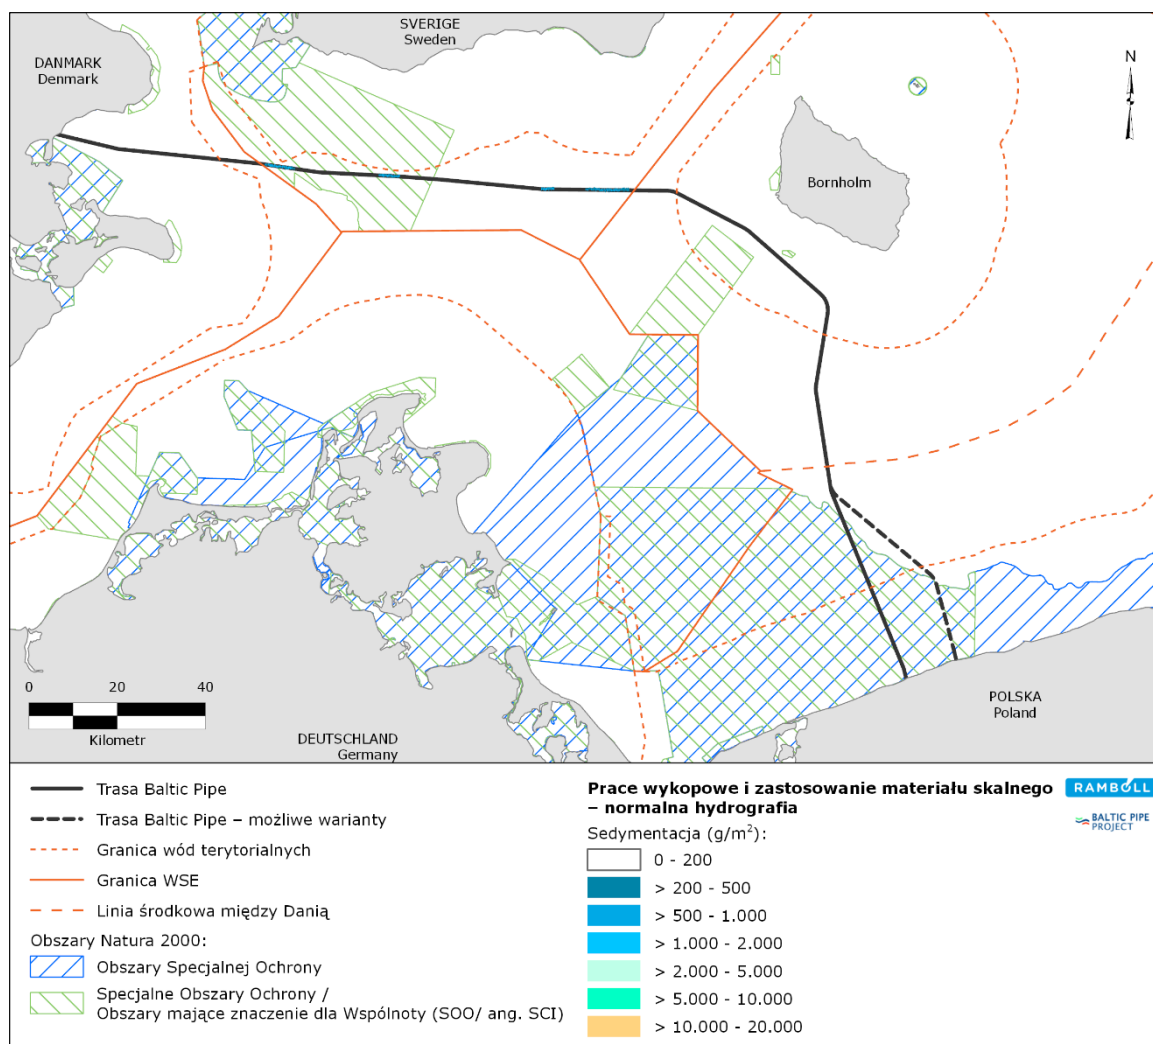 SVERIGE
Sweden
DANMARK
Denmark
N
Bornholm
0 20 40
Kilometr
DEUTSCHLAND
Germany
POLSKA
Poland
Trasa Baltic Pipe
Trasa Baltic Pipe – możliwe warianty
Granica wód terytorialnych
Granica WSE
Linia środkowa między Danią
Obszary Natura 2000:
Obszary Specjalnej Ochrony
Specjalne Obszary Ochrony /
Obszary mające znaczenie dla Wspólnoty (SOO/ ang. SCI)
Prace wykopowe i zastosowanie materiału skalnego
– normalna hydrografia
Sedymentacja (g/m²):
0 - 200
> 200 - 500
> 500 - 1.000
> 1.000 - 2.000
> 2.000 - 5.000
> 5.000 - 10.000
> 10.000 - 20.000
RAMBOLL
BALTIC PIPE
PROJECT